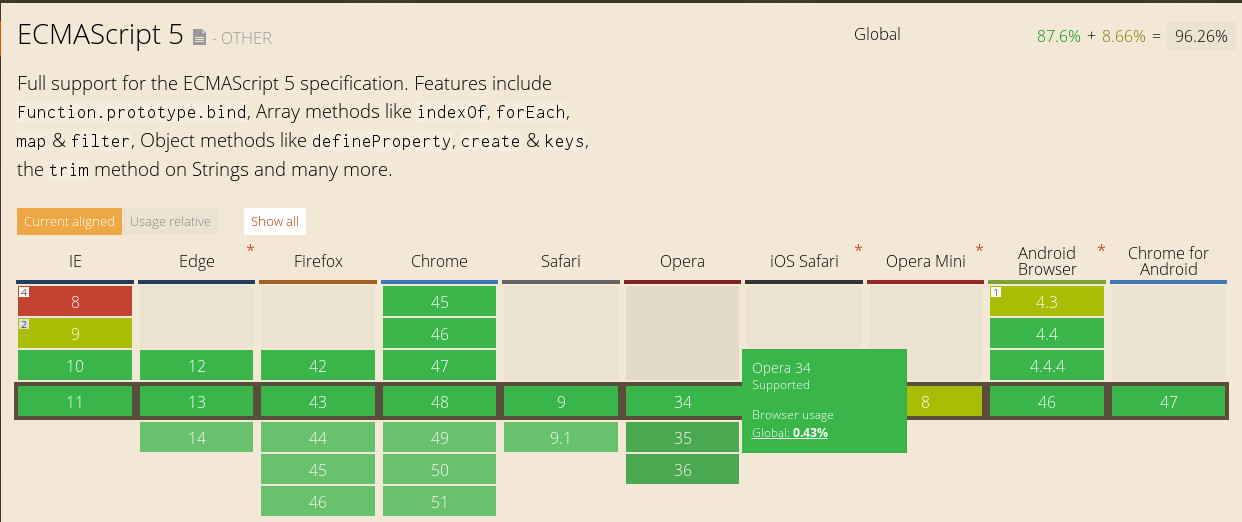 ECMAScript 5 - OTHER
Global 87.6% + 8.66% = 96.26%
Full support for the ECMAScript 5 specification. Features include
Function.prototype.bind, Array methods like indexOf, forEach,
map & filter, Object methods like defineProperty, create & keys,
the trim method on Strings and many more.
Current aligned Usage relative Show all
IE Edge * Firefox Chrome Safari Opera iOS Safari * Opera Mini * Android Browser * Chrome for Android
4 8 45 1 4.3
2 9 46 4.4
10 12 42 47 4.4.4
11 13 43 48 9 34 8 46 47
14 44 49 9.1 35
45 50 36
46 51
Opera 34
Supported
Browser usage
Global: 0.43%